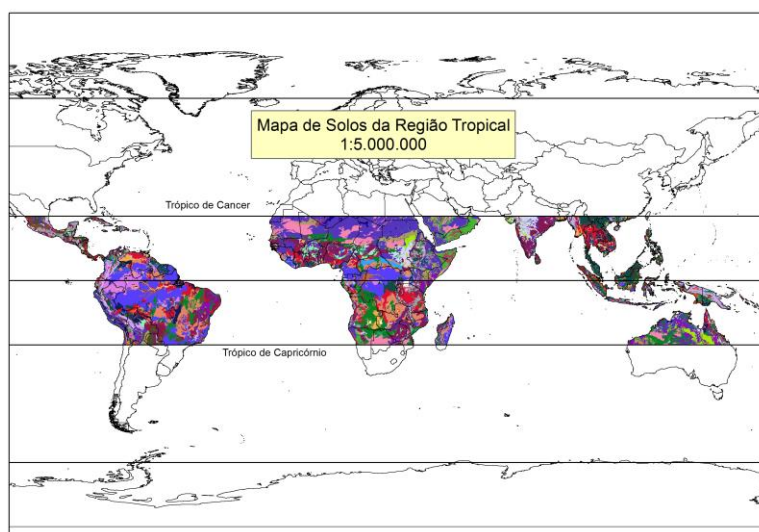 Mapa de Solos da Região Tropical
1:5.000.000
Trópico de Cancer
Trópico de Capricórnio